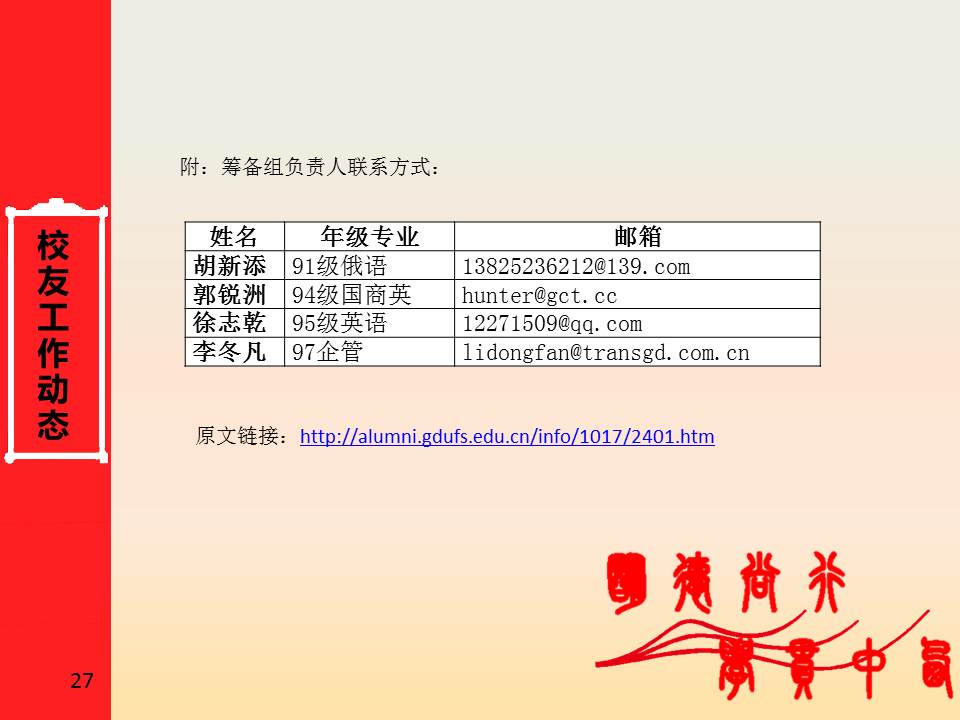 附：筹备组负责人联系方式：
姓名 年级专业 邮箱
胡新添 91级俄语 13825236212@139.com
郭锐洲 94级国商英 hunter@gct.cc
徐志乾 95级英语 12271509@qq.com
李冬凡 97企管 lidongfan@transgd.com.cn
原文链接：http://alumni.gdufs.edu.cn/info/1017/2401.htm
校友工作动态
明德尚行
學貫中西
27